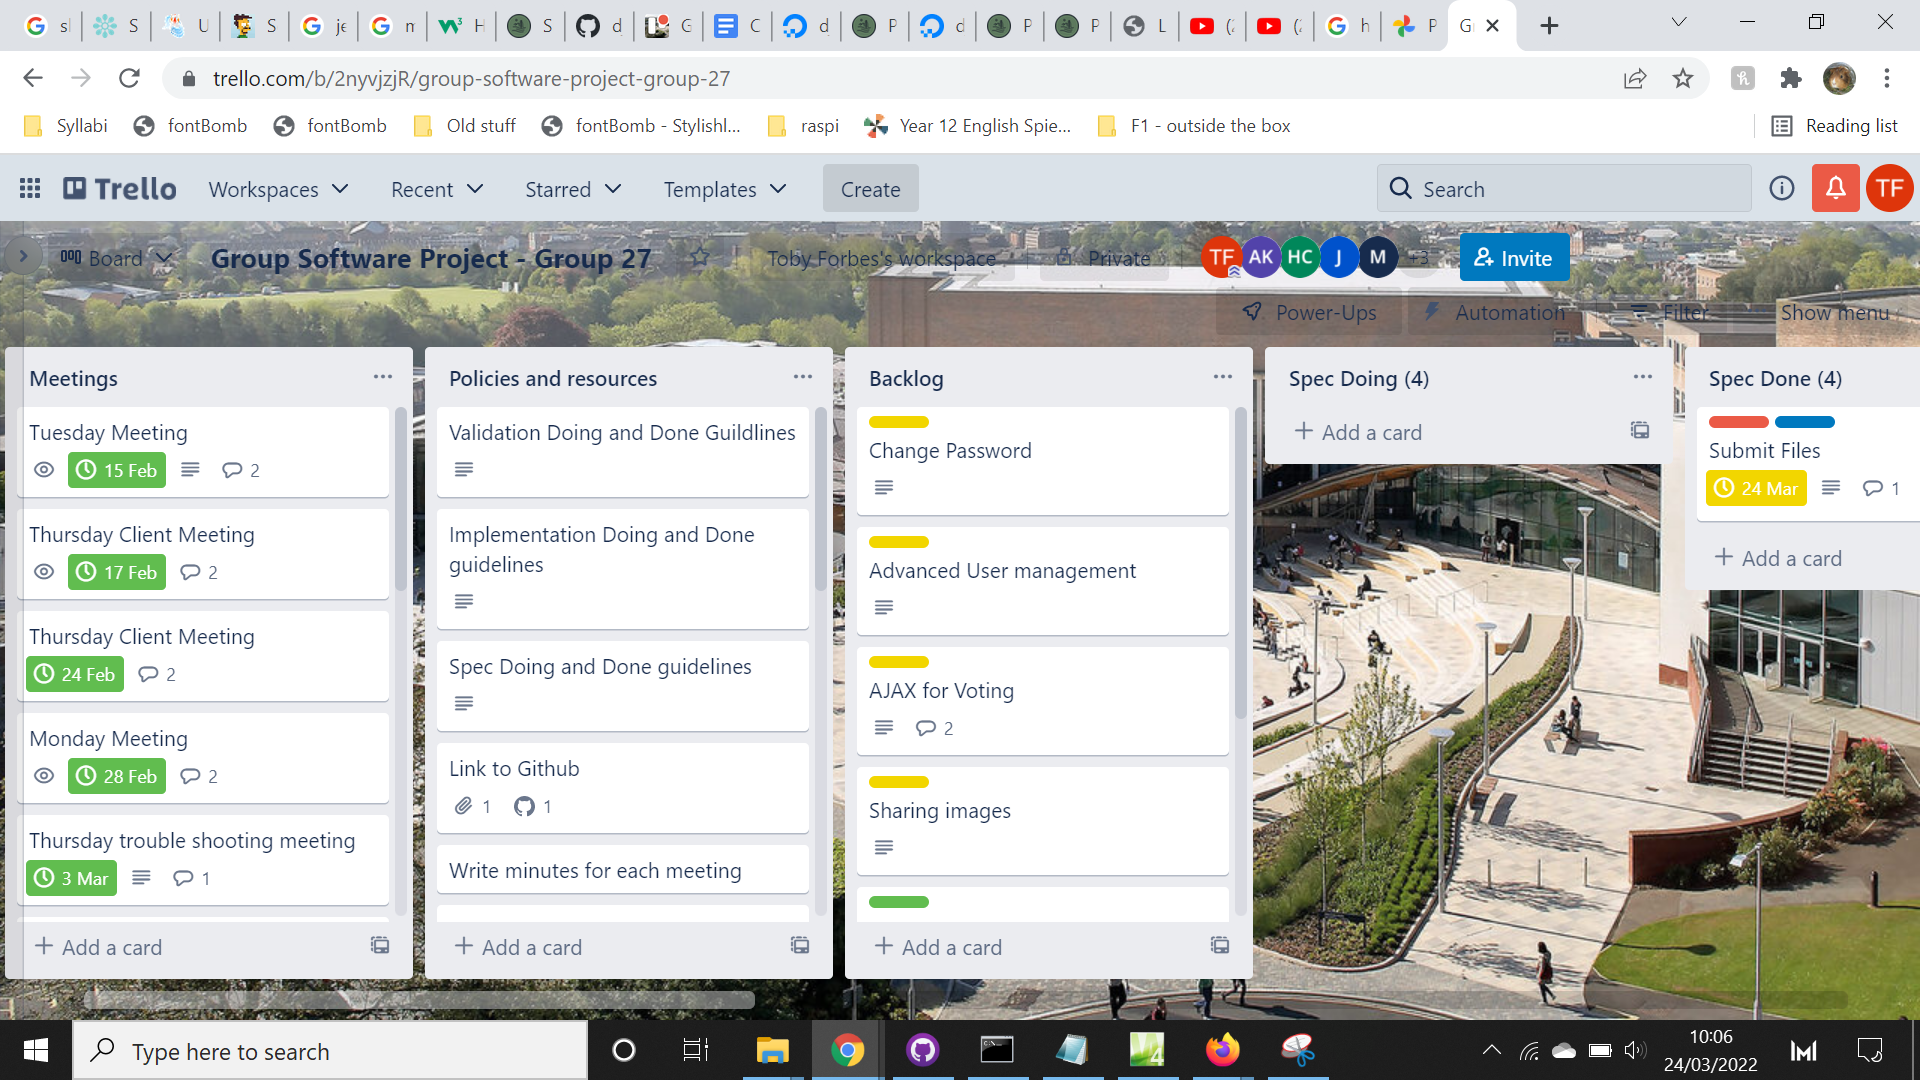 trello.com/b/2nyvjzjR/group-software-project-group-27
Syllabi fontBomb fontBomb Old stuff fontBomb - Stylishl... raspi Year 12 English Spie... F1 - outside the box Reading list
Trello Workspaces Recent Starred Templates Create Search TF
Board Group Software Project - Group 27 Toby Forbes's workspace Private TF AK HC J M +3 Invite
Power-Ups Automation Filter Show menu
Meetings
Tuesday Meeting
15 Feb 2
Thursday Client Meeting
17 Feb 2
Thursday Client Meeting
24 Feb 2
Monday Meeting
28 Feb 2
Thursday trouble shooting meeting
3 Mar 1
+ Add a card
Policies and resources
Validation Doing and Done Guildlines
Implementation Doing and Done
guidelines
Spec Doing and Done guidelines
Link to Github
1 1
Write minutes for each meeting
+ Add a card
Backlog
Change Password
Advanced User management
AJAX for Voting
2
Sharing images
+ Add a card
Spec Doing (4)
+ Add a card
Spec Done (4)
Submit Files
24 Mar 1
+ Add a card
Type here to search
10:06
24/03/2022